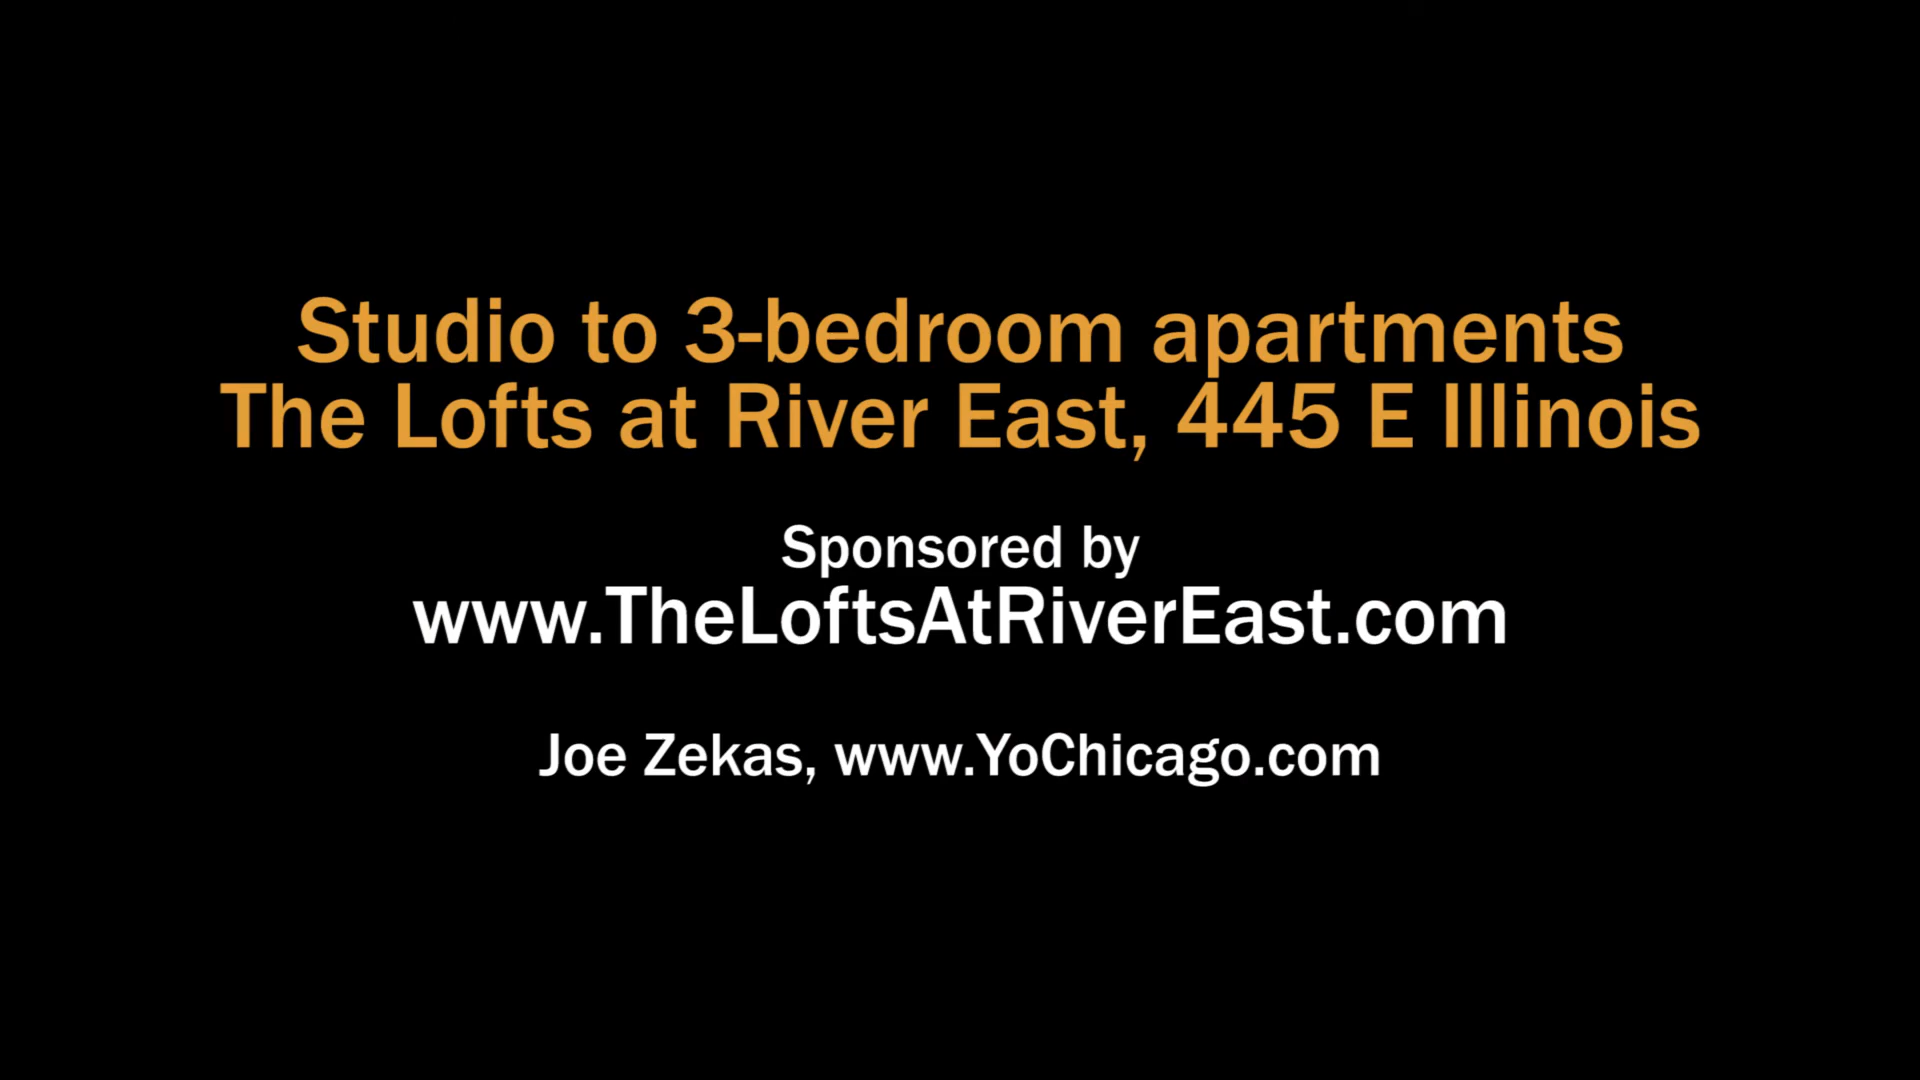 Studio to 3-bedroom apartments
The Lofts at River East, 445 E Illinois
Sponsored by
www.TheLoftsAtRiverEast.com
Joe Zekas, www.YoChicago.com